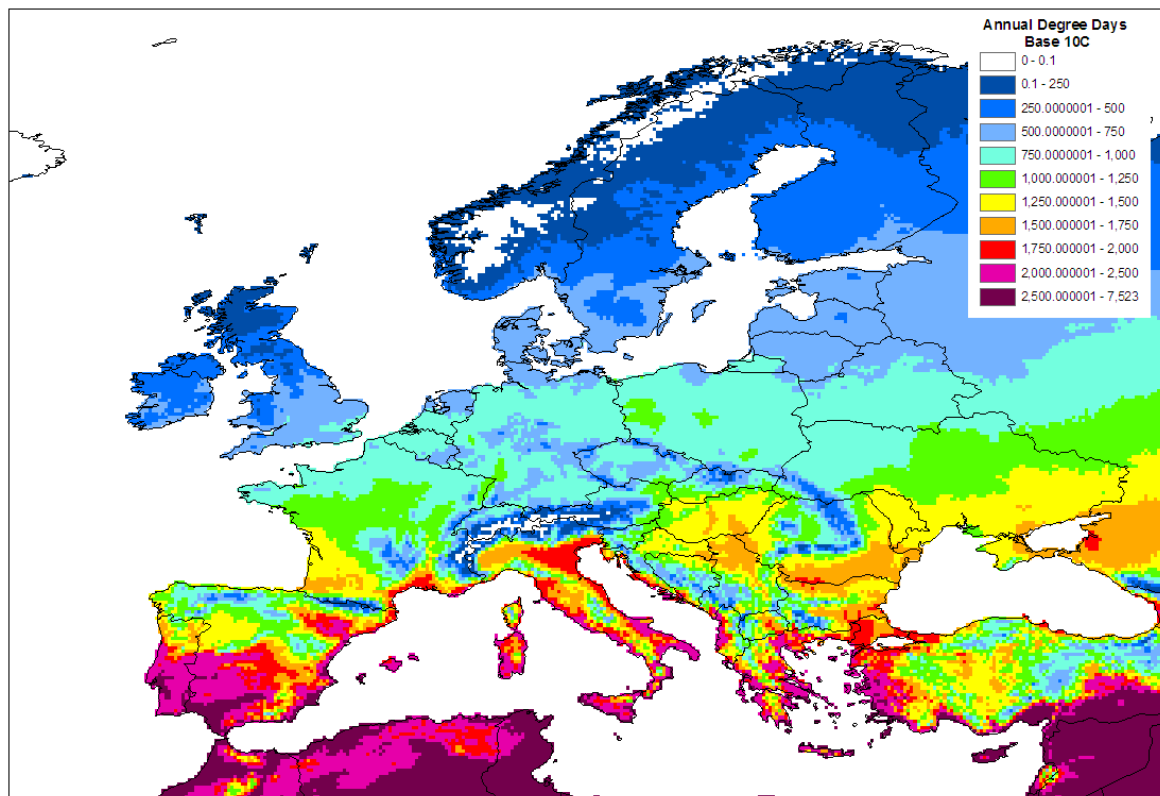 Annual Degree Days
Base 10C
0 - 0.1
0.1 - 250
250.0000001 - 500
500.0000001 - 750
750.0000001 - 1,000
1,000.000001 - 1,250
1,250.000001 - 1,500
1,500.000001 - 1,750
1,750.000001 - 2,000
2,000.000001 - 2,500
2,500.000001 - 7,523